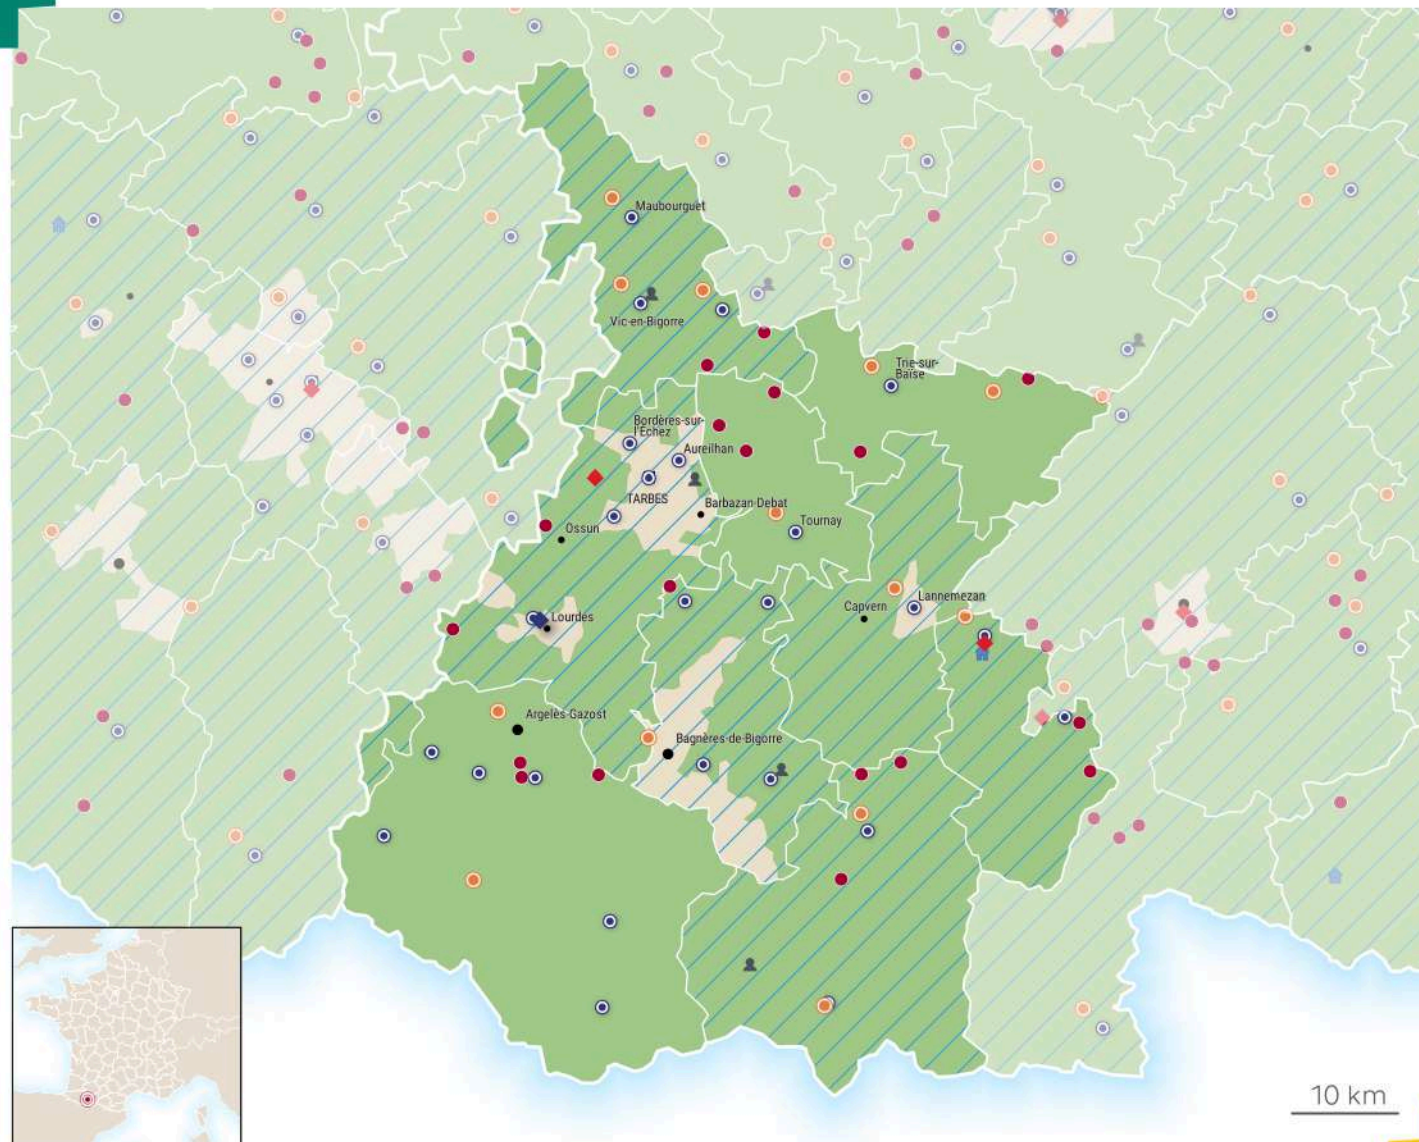 Maubourguet
Vic-en-Bigorre
Trie-sur-
Baïse
Bordères-sur-
l'Échez
Aureilhan
TARBES
Barbazan-Debat
Tournay
Ossun
Lannemezan
Capvern
Lourdes
Argelès-Gazost
Bagnères-de-Bigorre
10 km